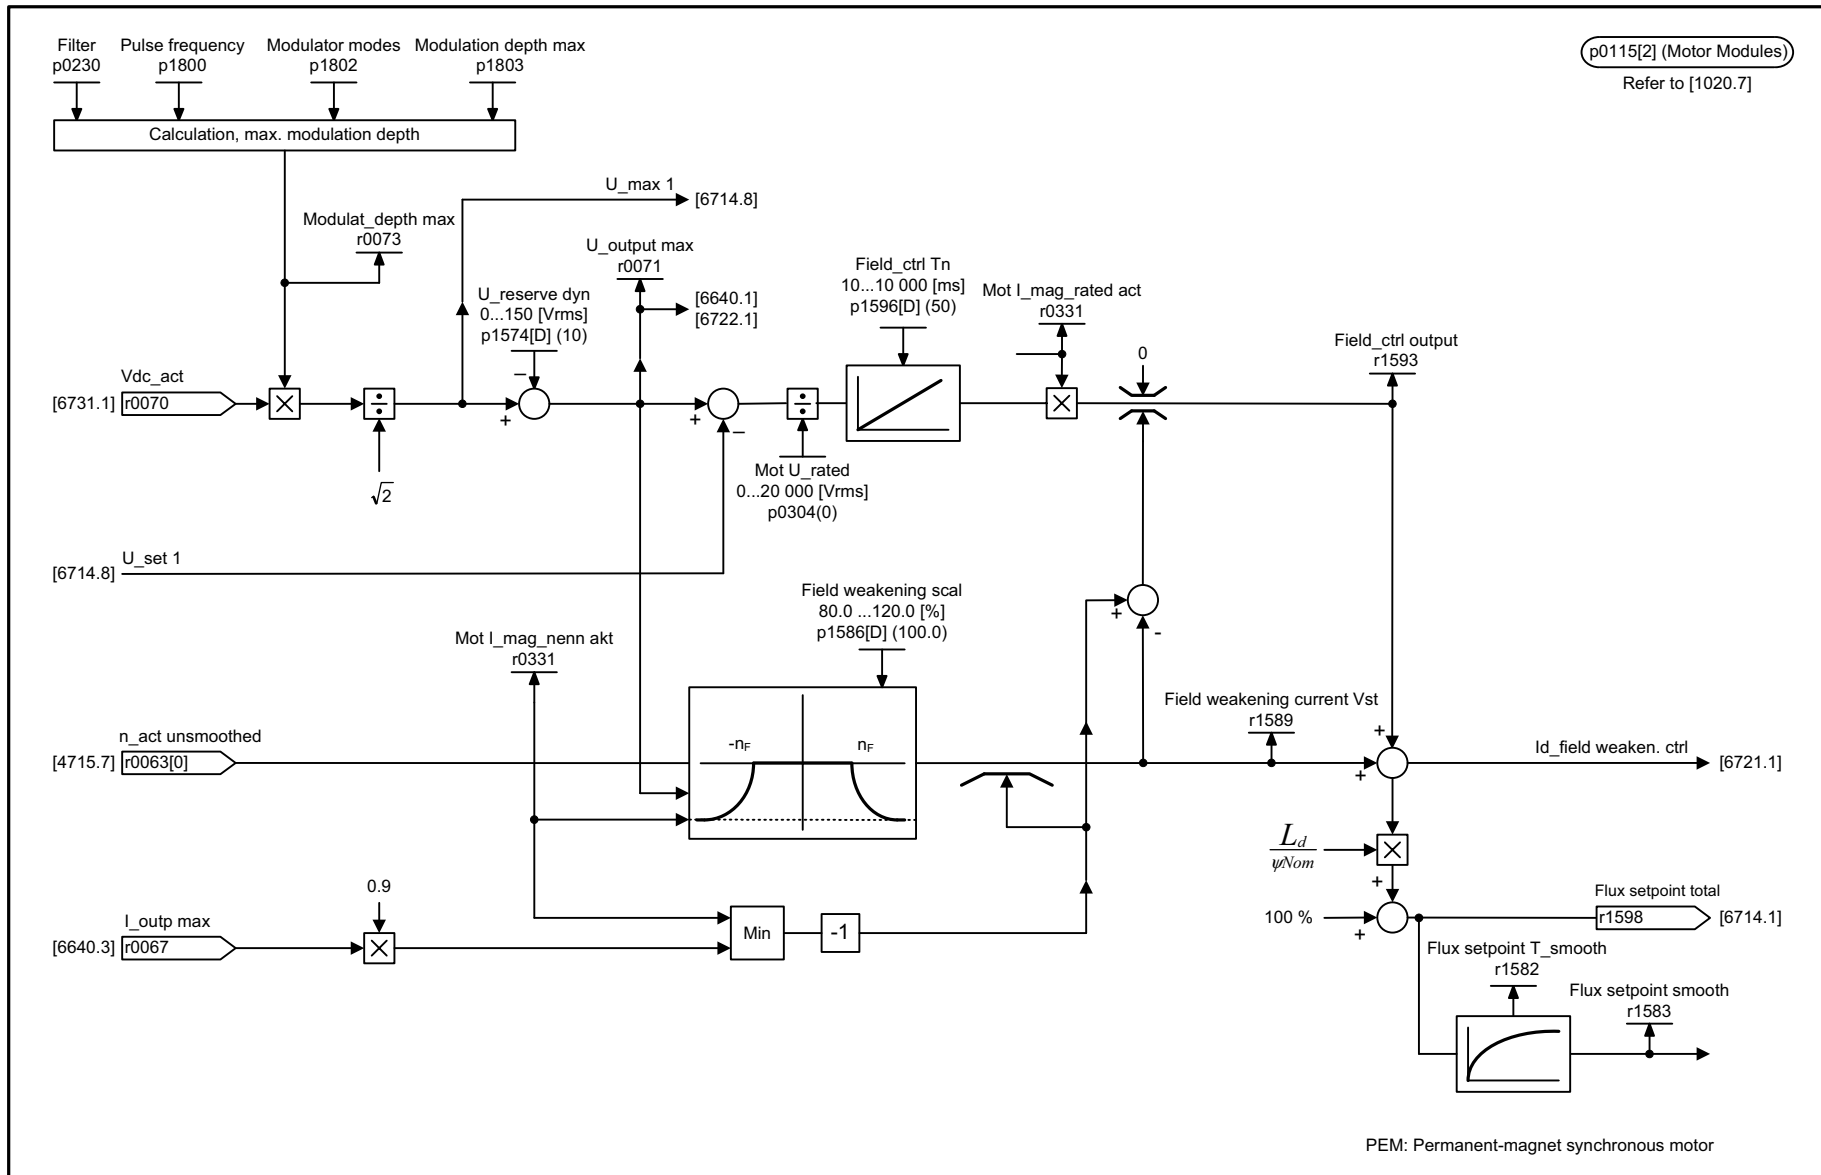 Filter
p0230
Pulse frequency
p1800
Modulator modes
p1802
Modulation depth max
p1803
Calculation, max. modulation depth
p0115[2] (Motor Modules)
Refer to [1020.7]
U_max 1
[6714.8]
Modulat_depth max
r0073
U_output max
r0071
[6640.1]
[6722.1]
U_reserve dyn
0...150 [Vrms]
p1574[D] (10)
Field_ctrl Tn
10...10 000 [ms]
p1596[D] (50)
Mot I_mag_rated act
r0331
0
Field_ctrl output
r1593
Vdc_act
[6731.1]
r0070
×
÷
–
+
+
–
÷
×
√2
Mot U_rated
0...20 000 [Vrms]
p0304(0)
U_set 1
[6714.8]
Field weakening scal
80.0 ...120.0 [%]
p1586[D] (100.0)
+
-
Mot I_mag_nenn akt
r0331
Field weakening current Vst
r1589
n_act unsmoothed
[4715.7]
r0063[0]
-nF
nF
+
+
Id_field weaken. ctrl
[6721.1]
Ld
ψNom
×
0.9
I_outp max
[6640.3]
r0067
×
Min
-1
+
100 %
+
Flux setpoint total
r1598
[6714.1]
Flux setpoint T_smooth
r1582
Flux setpoint smooth
r1583
PEM: Permanent-magnet synchronous motor